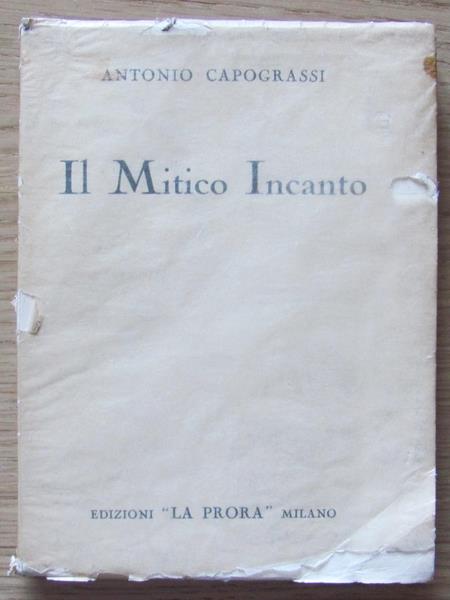 ANTONIO CAPOGRASSI
Il Mitico Incanto
EDIZIONI "LA PRORA" MILANO